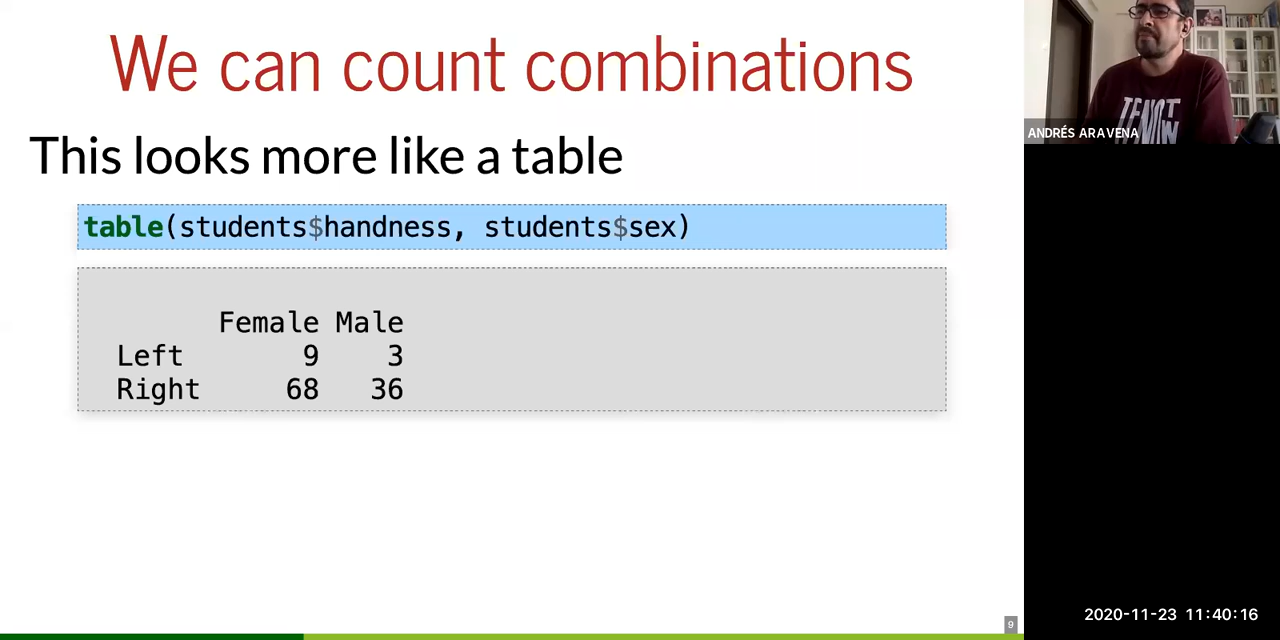 We can count combinations
This looks more like a table
table(students$handness, students$sex)
Female Male
Left 9 3
Right 68 36
9
ANDRÉS ARAVENA
2020-11-23 11:40:16